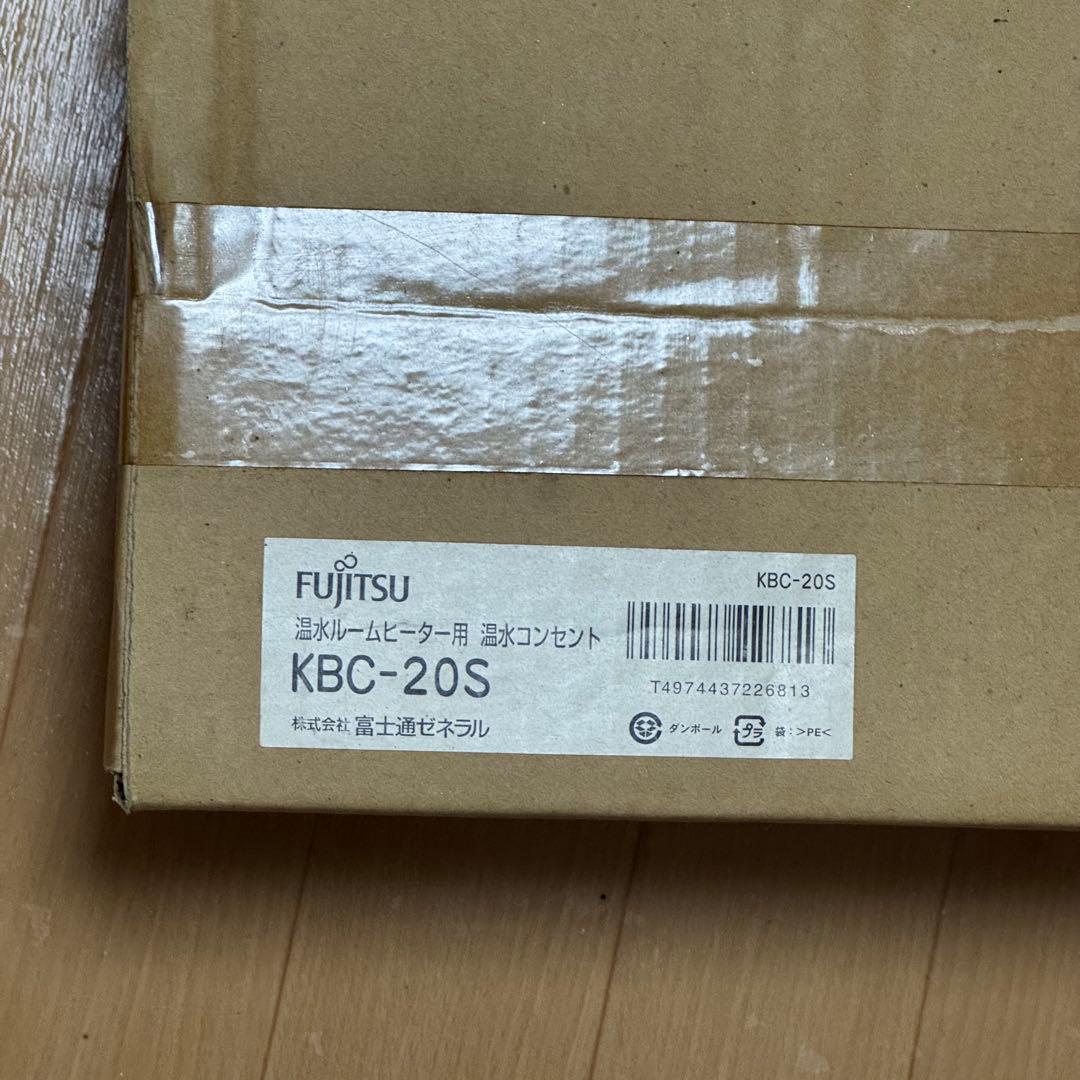 FUJITSU
KBC-20S
温水ルームヒーター用 温水コンセント
KBC-20S
T4974437226813
株式会社 富士通ゼネラル
ダンボール プラ 袋:>PE<